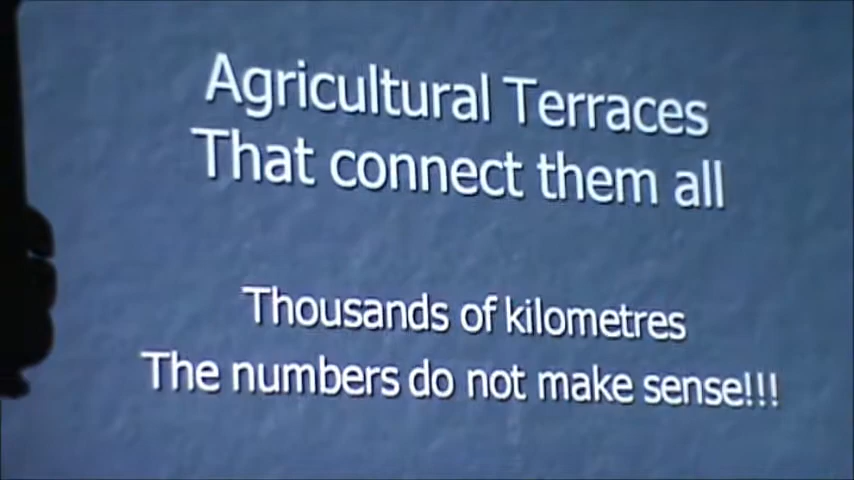 Agricultural Terraces
That connect them all
Thousands of kilometres
The numbers do not make sense!!!